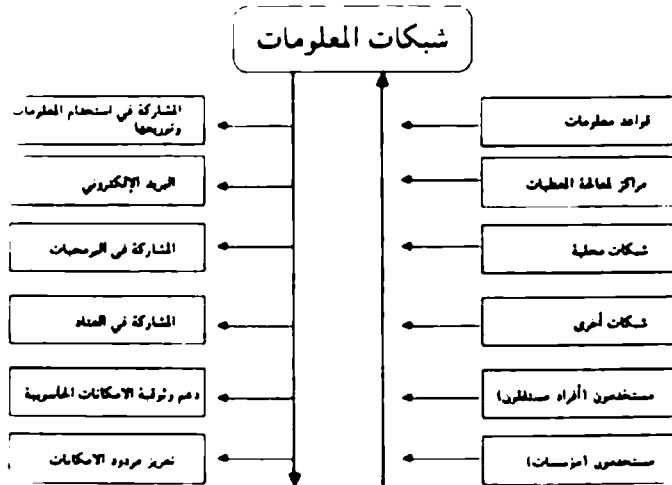 شبكات المعلومات
قواعد معلومات
مراكز لمعالجة المعطيات
شبكات محلية
شبكات أخرى
مستخدمون (أفراد مستقلون)
مستخدمون (مؤسسات)
المشاركة في استخدام المعلومات
وتوزيعها
البريد الإلكتروني
المشاركة في البرمجيات
المشاركة في العتاد
دعم وثوقية الامكانات الحاسوبية
تعزيز مردود الامكانات